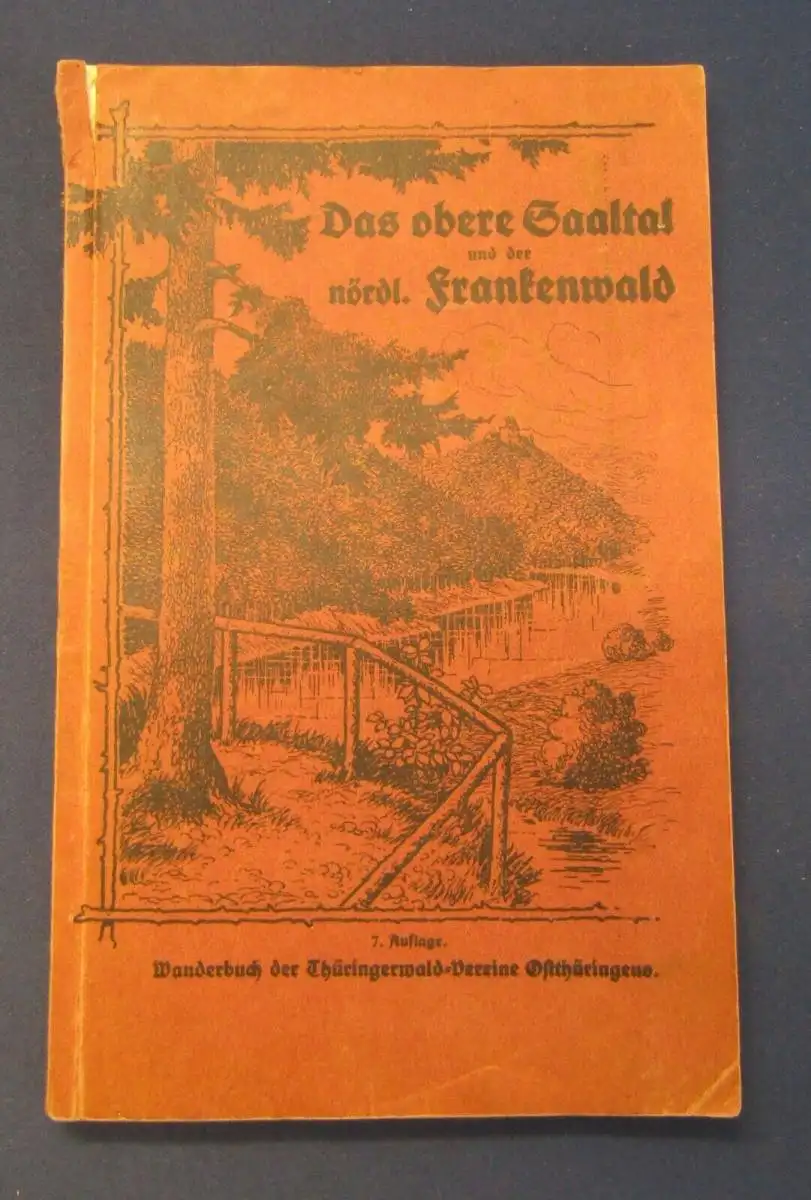 Das obere Saaltal
und der
nördl. Frankenwald
7. Auflage.
Wanderbuch der Thüringerwald-Vereine Ostthüringens.